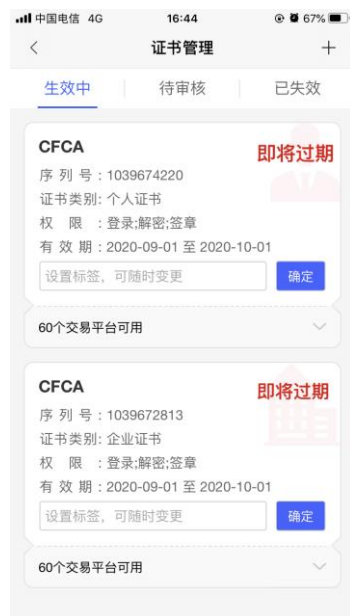 中国电信 4G 16:44 67%
证书管理
生效中 待审核 已失效
CFCA
即将过期
序 列 号 : 1039674220
证书类别: 个人证书
权 限 : 登录;解密;签章
有 效 期 : 2020-09-01 至 2020-10-01
设置标签，可随时变更 确定
60个交易平台可用
CFCA
即将过期
序 列 号 : 1039672813
证书类别: 企业证书
权 限 : 登录;解密;签章
有 效 期 : 2020-09-01 至 2020-10-01
设置标签，可随时变更 确定
60个交易平台可用